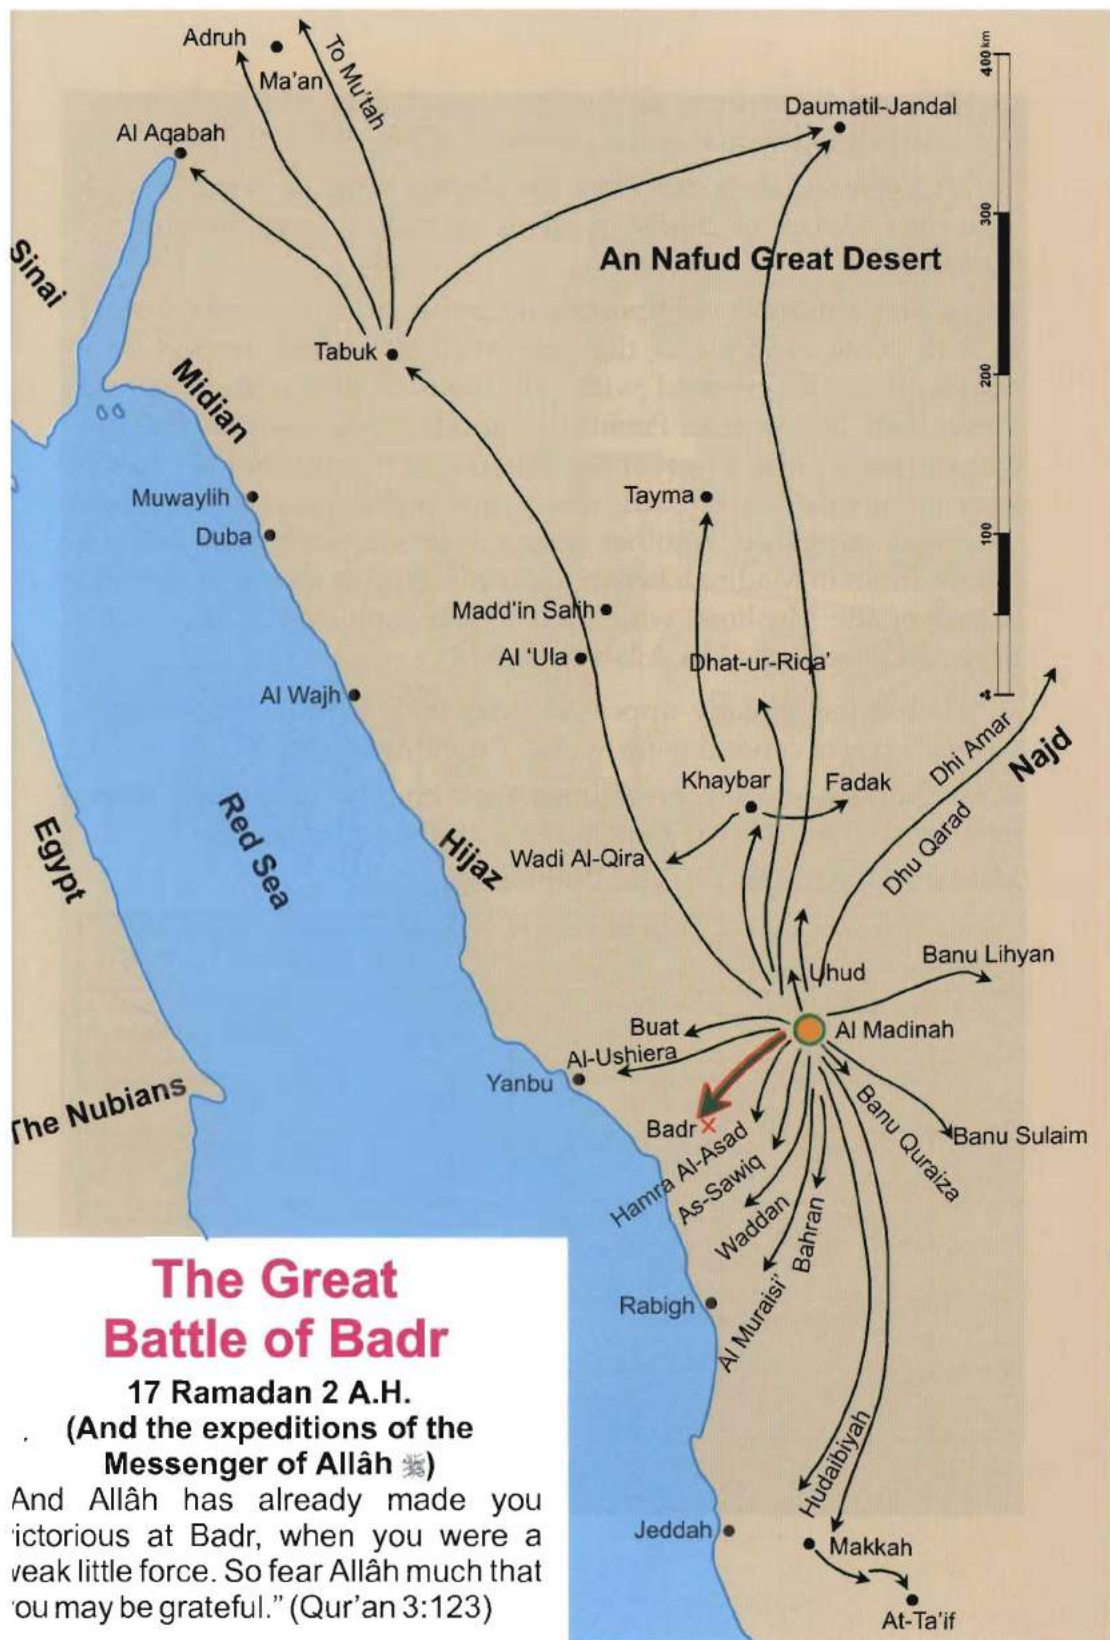 Adruh
Ma'an
To Mu'tah
Al Aqabah
Daumatil-Jandal
400 km
300
200
100
Sinai
An Nafud Great Desert
Tabuk
Midian
Muwaylih
Duba
Tayma
Madd'in Salih
Al 'Ula
Dhat-ur-Riqa'
Al Wajh
Khaybar
Fadak
Dhi Amar
Najd
Dhu Qarad
Wadi Al-Qira
Egypt
Red Sea
Hijaz
Banu Lihyan
Uhud
Buat
Al Madinah
Al-Ushiera
Yanbu
The Nubians
Badr
Hamra Al-Asad
As-Sawiq
Waddan
Al Muraisi'
Bahran
Banu Quraiza
Banu Sulaim
Rabigh
Hudaibiyah
Jeddah
Makkah
At-Ta'if
The Great
Battle of Badr
17 Ramadan 2 A.H.
(And the expeditions of the
Messenger of Allâh ﷺ)
And Allâh has already made you
ictorious at Badr, when you were a
weak little force. So fear Allâh much that
ou may be grateful." (Qur'an 3:123)